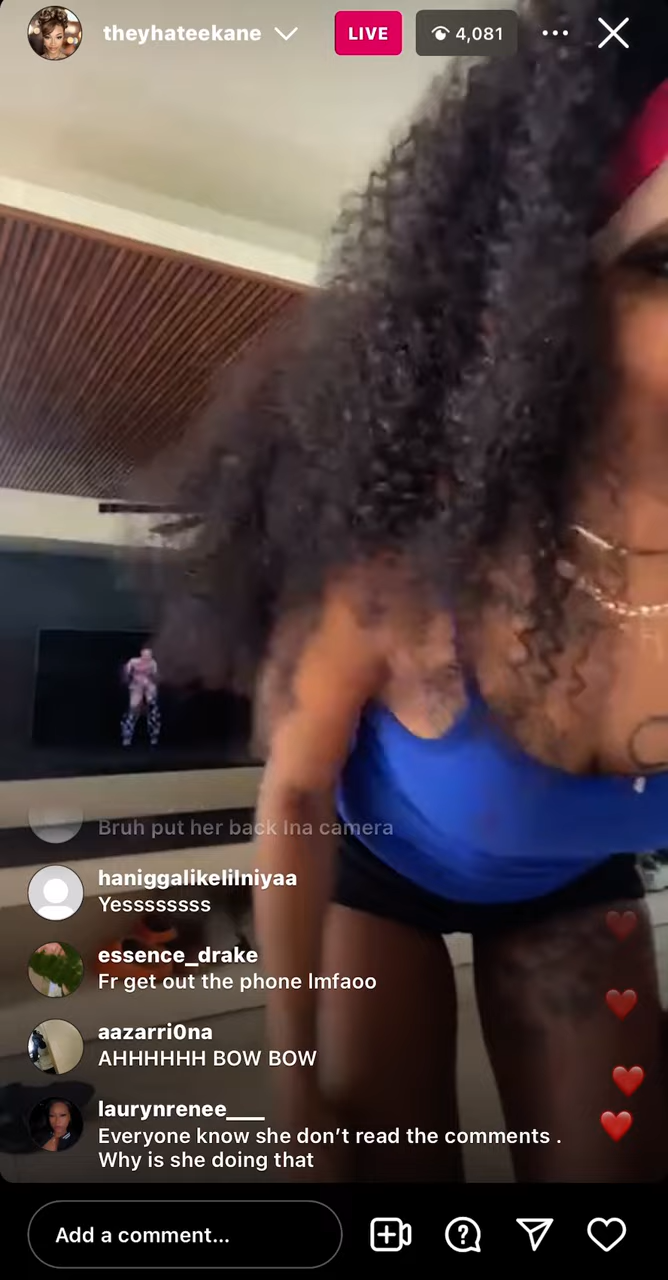 theyhateekane
LIVE
4,081
Bruh put her back Ina camera
haniggalikelilniyaa
Yesssssssss
essence_drake
Fr get out the phone lmfaoo
aazarri0na
AHHHHHH BOW BOW
laurynrenee___
Everyone know she don’t read the comments .
Why is she doing that
Add a comment...